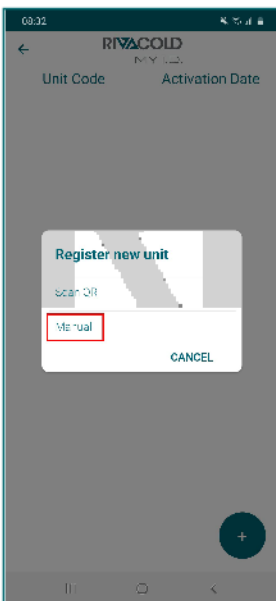 08:32
RIVACOLD
Unit Code Activation Date
Register new unit
Scan QR
Manual
CANCEL
+